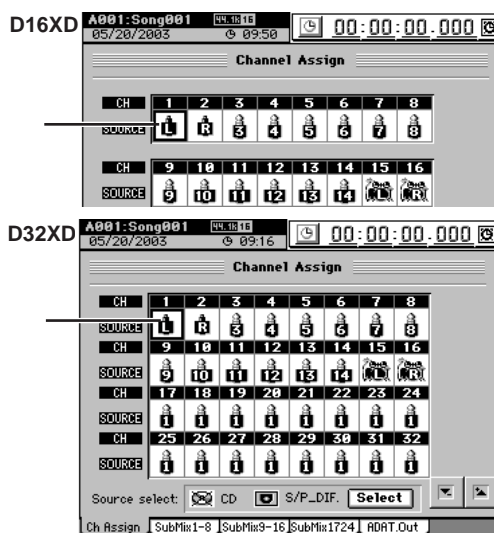 D16XD
A001:Song001 44.1k 16
05/20/2003 09:50 00:00:00.000
Channel Assign
CH 1 2 3 4 5 6 7 8
SOURCE L R 3 4 5 6 7 8
CH 9 10 11 12 13 14 15 16
SOURCE 9 10 11 12 13 14 L R
D32XD
A001:Song001 44.1k 16
05/20/2003 09:16 00:00:00.000
Channel Assign
CH 1 2 3 4 5 6 7 8
SOURCE L R 3 4 5 6 7 8
CH 9 10 11 12 13 14 15 16
SOURCE 9 10 11 12 13 14 L R
CH 17 18 19 20 21 22 23 24
SOURCE 1 1 1 1 1 1 1 1
CH 25 26 27 28 29 30 31 32
SOURCE 1 1 1 1 1 1 1 1
Source select: CD S/P_DIF. Select
Ch Assign SubMix1-8 SubMix9-16 SubMix1724 ADAT.Out